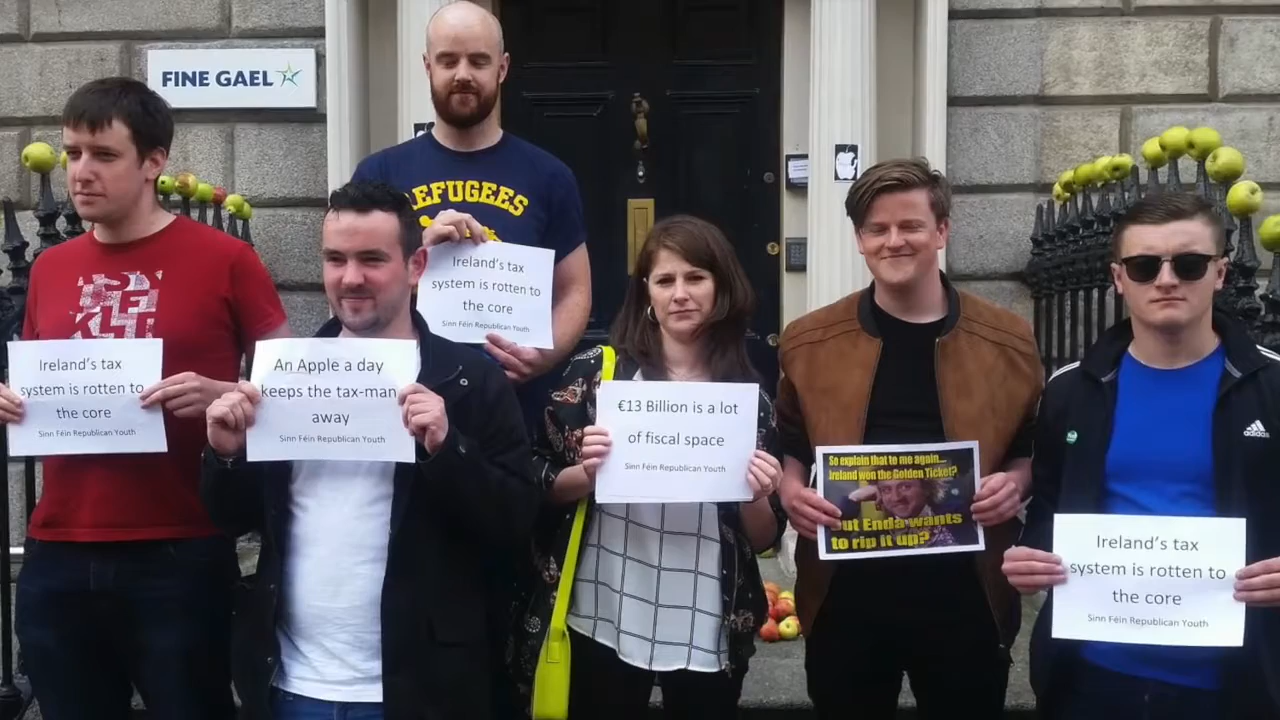 FINE GAEL
REFUGEES
Ireland's tax
system is rotten to
the core
Sinn Féin Republican Youth
Ireland's tax
system is rotten to
the core
Sinn Féin Republican Youth
An Apple a day
keeps the tax-man
away
Sinn Féin Republican Youth
€13 Billion is a lot
of fiscal space
Sinn Féin Republican Youth
So explain that to me again....
Ireland won the Golden Ticket?
But Enda wants
to rip it up?
Ireland's tax
system is rotten to
the core
Sinn Féin Republican Youth
adidas